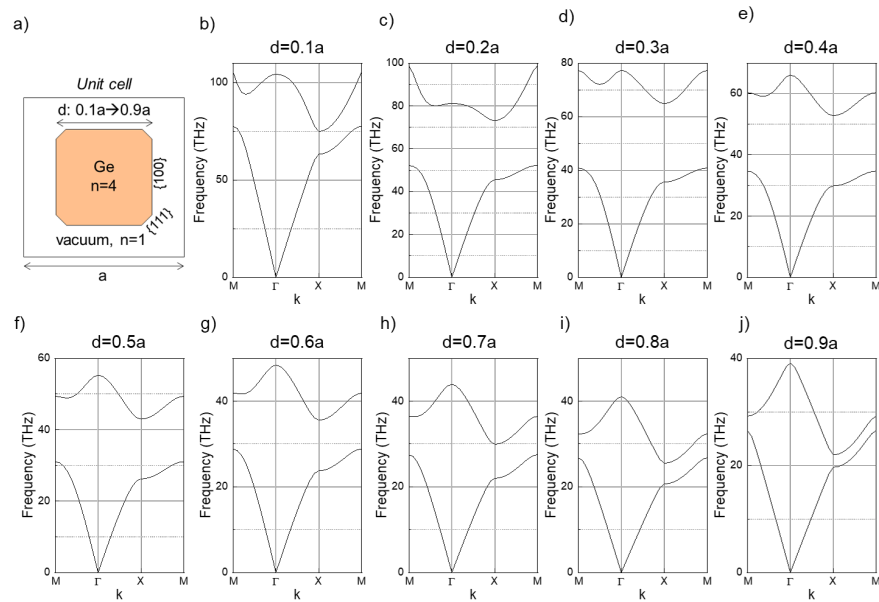 a)
Unit cell
d: 0.1a→0.9a
Ge
n=4
{100}
{111}
vacuum, n=1
a
b)
d=0.1a
Frequency (THz)
100
50
0
M Γ X M
k
c)
d=0.2a
Frequency (THz)
100
80
60
40
20
0
M Γ X M
k
d)
d=0.3a
Frequency (THz)
80
60
40
20
0
M Γ X M
k
e)
d=0.4a
Frequency (THz)
60
40
20
0
M Γ X M
k
f)
d=0.5a
Frequency (THz)
60
40
20
0
M Γ X M
k
g)
d=0.6a
Frequency (THz)
40
20
0
M Γ X M
k
h)
d=0.7a
Frequency (THz)
40
20
0
M Γ X M
k
i)
d=0.8a
Frequency (THz)
40
20
0
M Γ X M
k
j)
d=0.9a
Frequency (THz)
40
20
0
M Γ X M
k